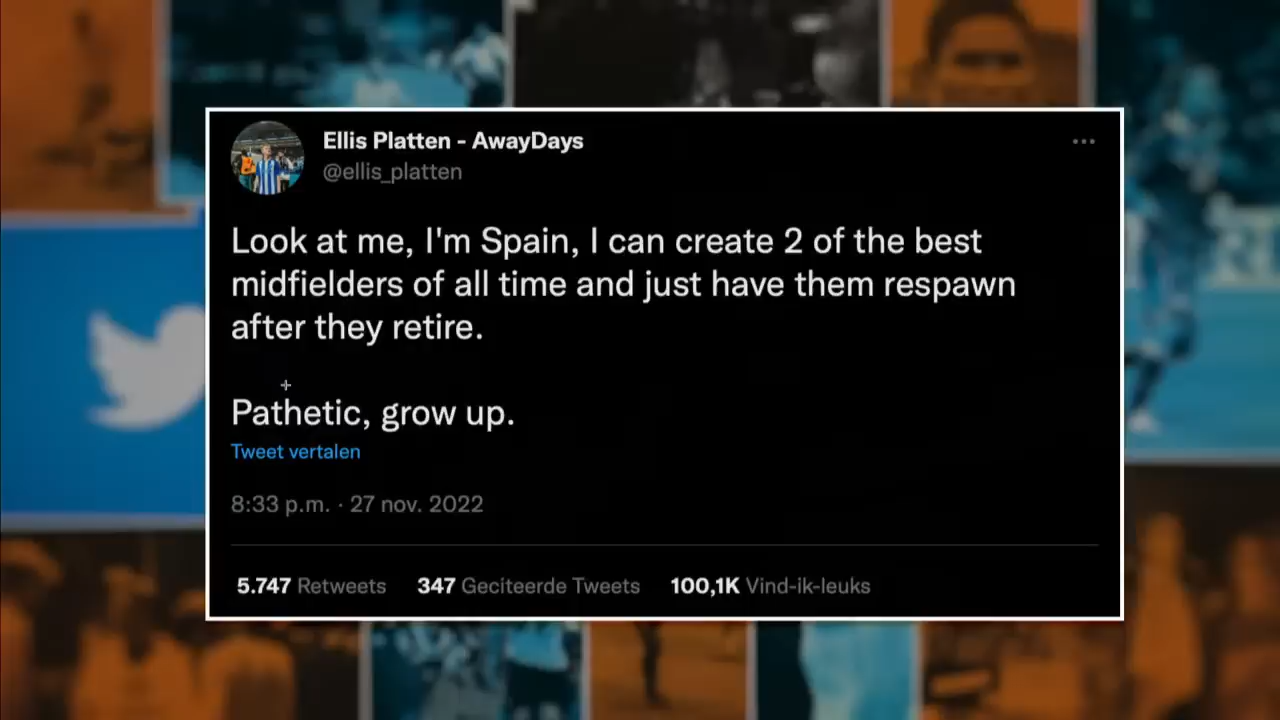 Ellis Platten - AwayDays
@ellis_platten
Look at me, I'm Spain, I can create 2 of the best
midfielders of all time and just have them respawn
after they retire.
Pathetic, grow up.
Tweet vertalen
8:33 p.m. · 27 nov. 2022
5.747 Retweets 347 Geciteerde Tweets 100,1K Vind-ik-leuks